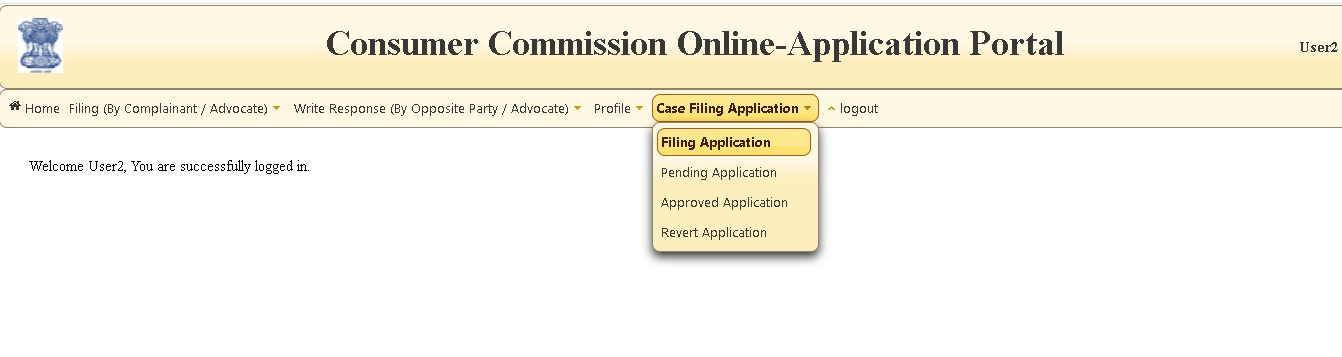 Consumer Commission Online-Application Portal
User2
Home Filing (By Complainant / Advocate) Write Response (By Opposite Party / Advocate) Profile Case Filing Application logout
Filing Application
Pending Application
Approved Application
Revert Application
Welcome User2, You are successfully logged in.